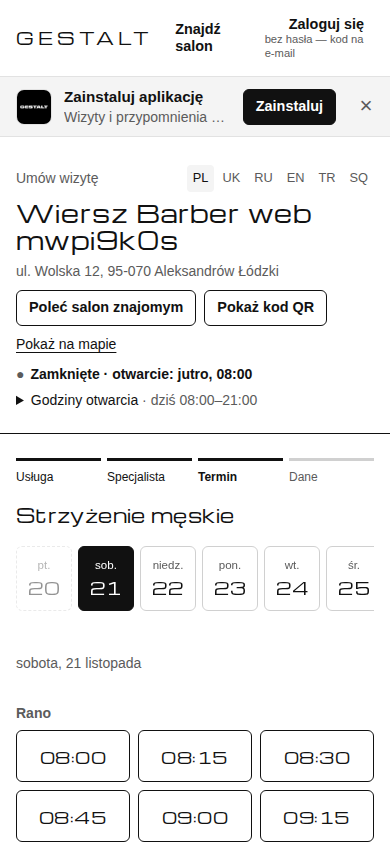 GESTALT
Znajdź salon
Zaloguj się
bez hasła — kod na e-mail
GESTALT
Zainstaluj aplikację
Wizyty i przypomnienia …
Zainstaluj
×
Umów wizytę
PL UK RU EN TR SQ
Wiersz Barber web
mwpi9k0s
ul. Wolska 12, 95-070 Aleksandrów Łódzki
Poleć salon znajomym
Pokaż kod QR
Pokaż na mapie
● Zamknięte · otwarcie: jutro, 08:00
▶ Godziny otwarcia · dziś 08:00–21:00
Usługa Specjalista Termin Dane
Strzyżenie męskie
pt. sob. niedz. pon. wt. śr.
20 21 22 23 24 25
sobota, 21 listopada
Rano
08:00 08:15 08:30
08:45 09:00 09:15